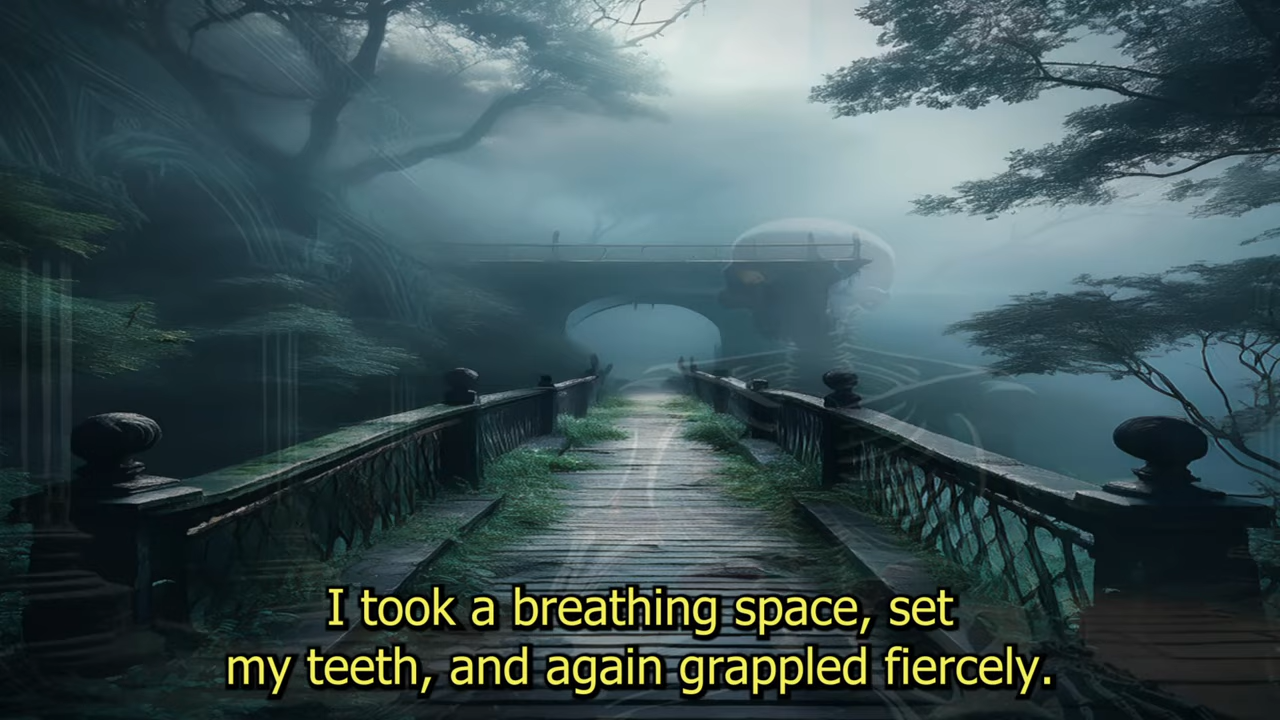 I took a breathing space, set
my teeth, and again grappled fiercely.